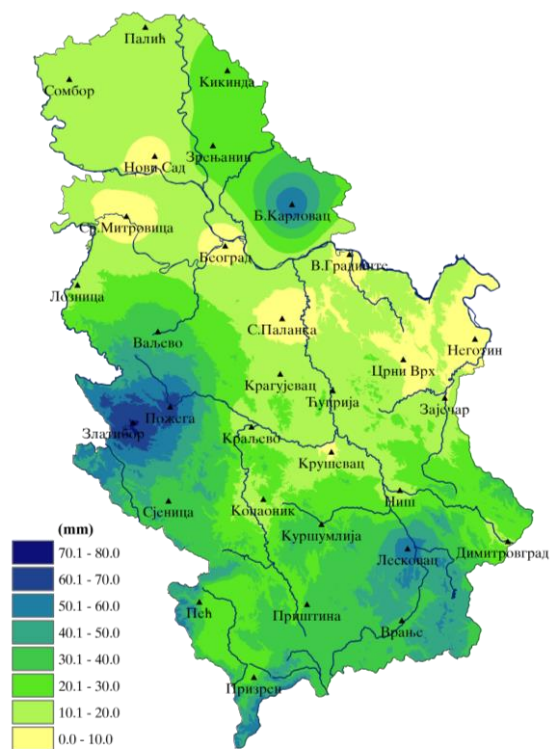 Палић
Кикинда
Сомбор
Зрењанин
Нови Сад
Б.Карловац
Ср.Митровица
Београд
В.Градиште
Лозница
С.Паланка
Ваљево
Неготин
Црни Врх
Крагујевац
Ћуприја
Зајечар
Пожега
Златибор
Краљево
Крушевац
Ниш
Сјеница
Копаоник
Куршумлија
Лесковац
Димитровград
Пећ
Приштина
Врање
Призрен
(mm)
70.1 - 80.0
60.1 - 70.0
50.1 - 60.0
40.1 - 50.0
30.1 - 40.0
20.1 - 30.0
10.1 - 20.0
0.0 - 10.0